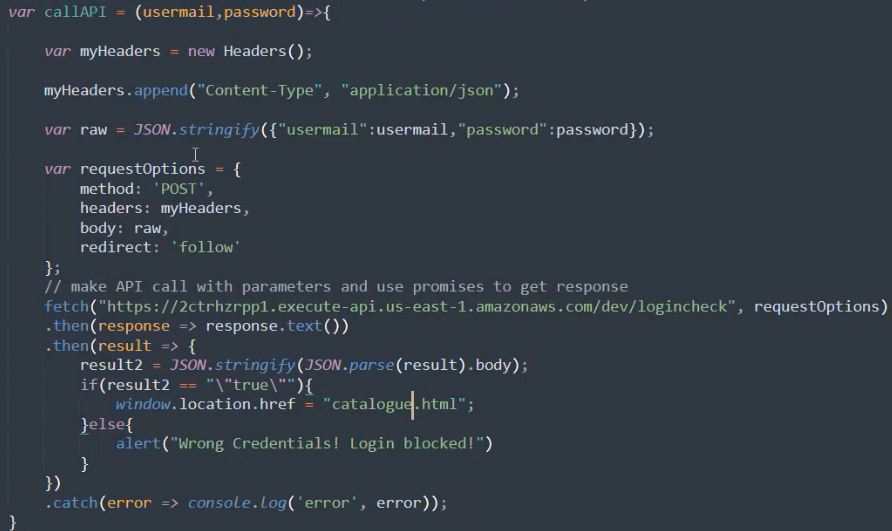 var callAPI = (usermail,password)=>{
var myHeaders = new Headers();
myHeaders.append("Content-Type", "application/json");
var raw = JSON.stringify({"usermail":usermail,"password":password});
var requestOptions = {
method: 'POST',
headers: myHeaders,
body: raw,
redirect: 'follow'
};
// make API call with parameters and use promises to get response
fetch("https://2ctrhzrpp1.execute-api.us-east-1.amazonaws.com/dev/logincheck", requestOptions)
.then(response => response.text())
.then(result => {
result2 = JSON.stringify(JSON.parse(result).body);
if(result2 == "\"true\""){
window.location.href = "catalogue.html";
}else{
alert("Wrong Credentials! Login blocked!")
}
})
.catch(error => console.log('error', error));
}